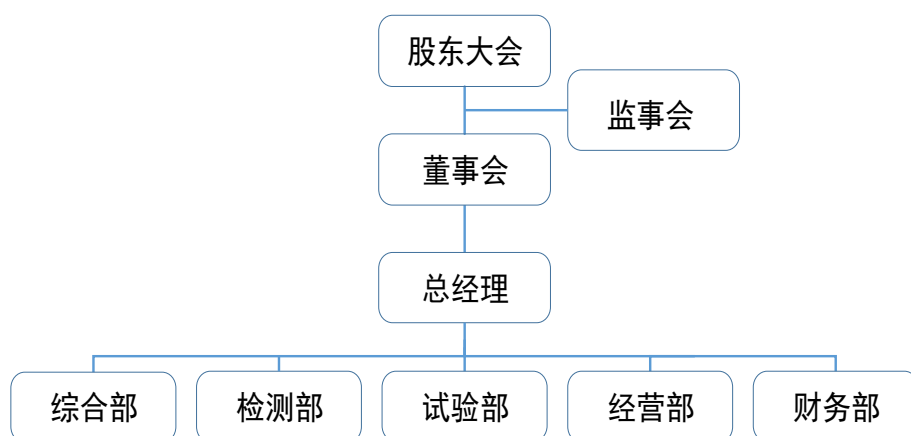 股东大会
监事会
董事会
总经理
综合部
检测部
试验部
经营部
财务部